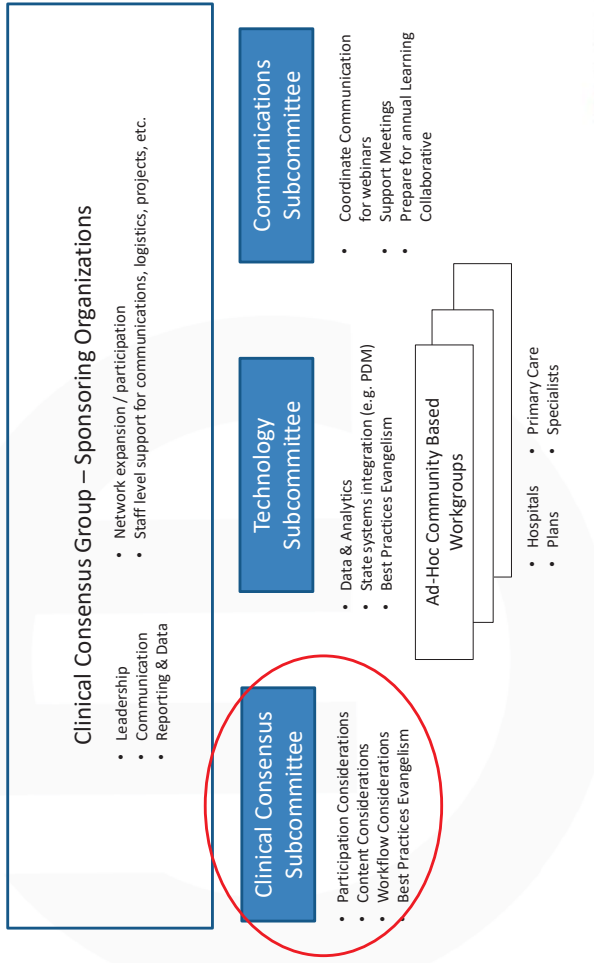 Clinical Consensus Group – Sponsoring Organizations
• Leadership
• Communication
• Reporting & Data
• Network expansion / participation
• Staff level support for communications, logistics, projects, etc.
Clinical Consensus
Subcommittee
• Participation Considerations
• Content Considerations
• Workflow Considerations
• Best Practices Evangelism
Technology
Subcommittee
• Data & Analytics
• State systems integration (e.g. PDM)
• Best Practices Evangelism
Ad-Hoc Community Based
Workgroups
• Hospitals
• Plans
• Primary Care
• Specialists
Communications
Subcommittee
• Coordinate Communication
for webinars
• Support Meetings
• Prepare for annual Learning
Collaborative